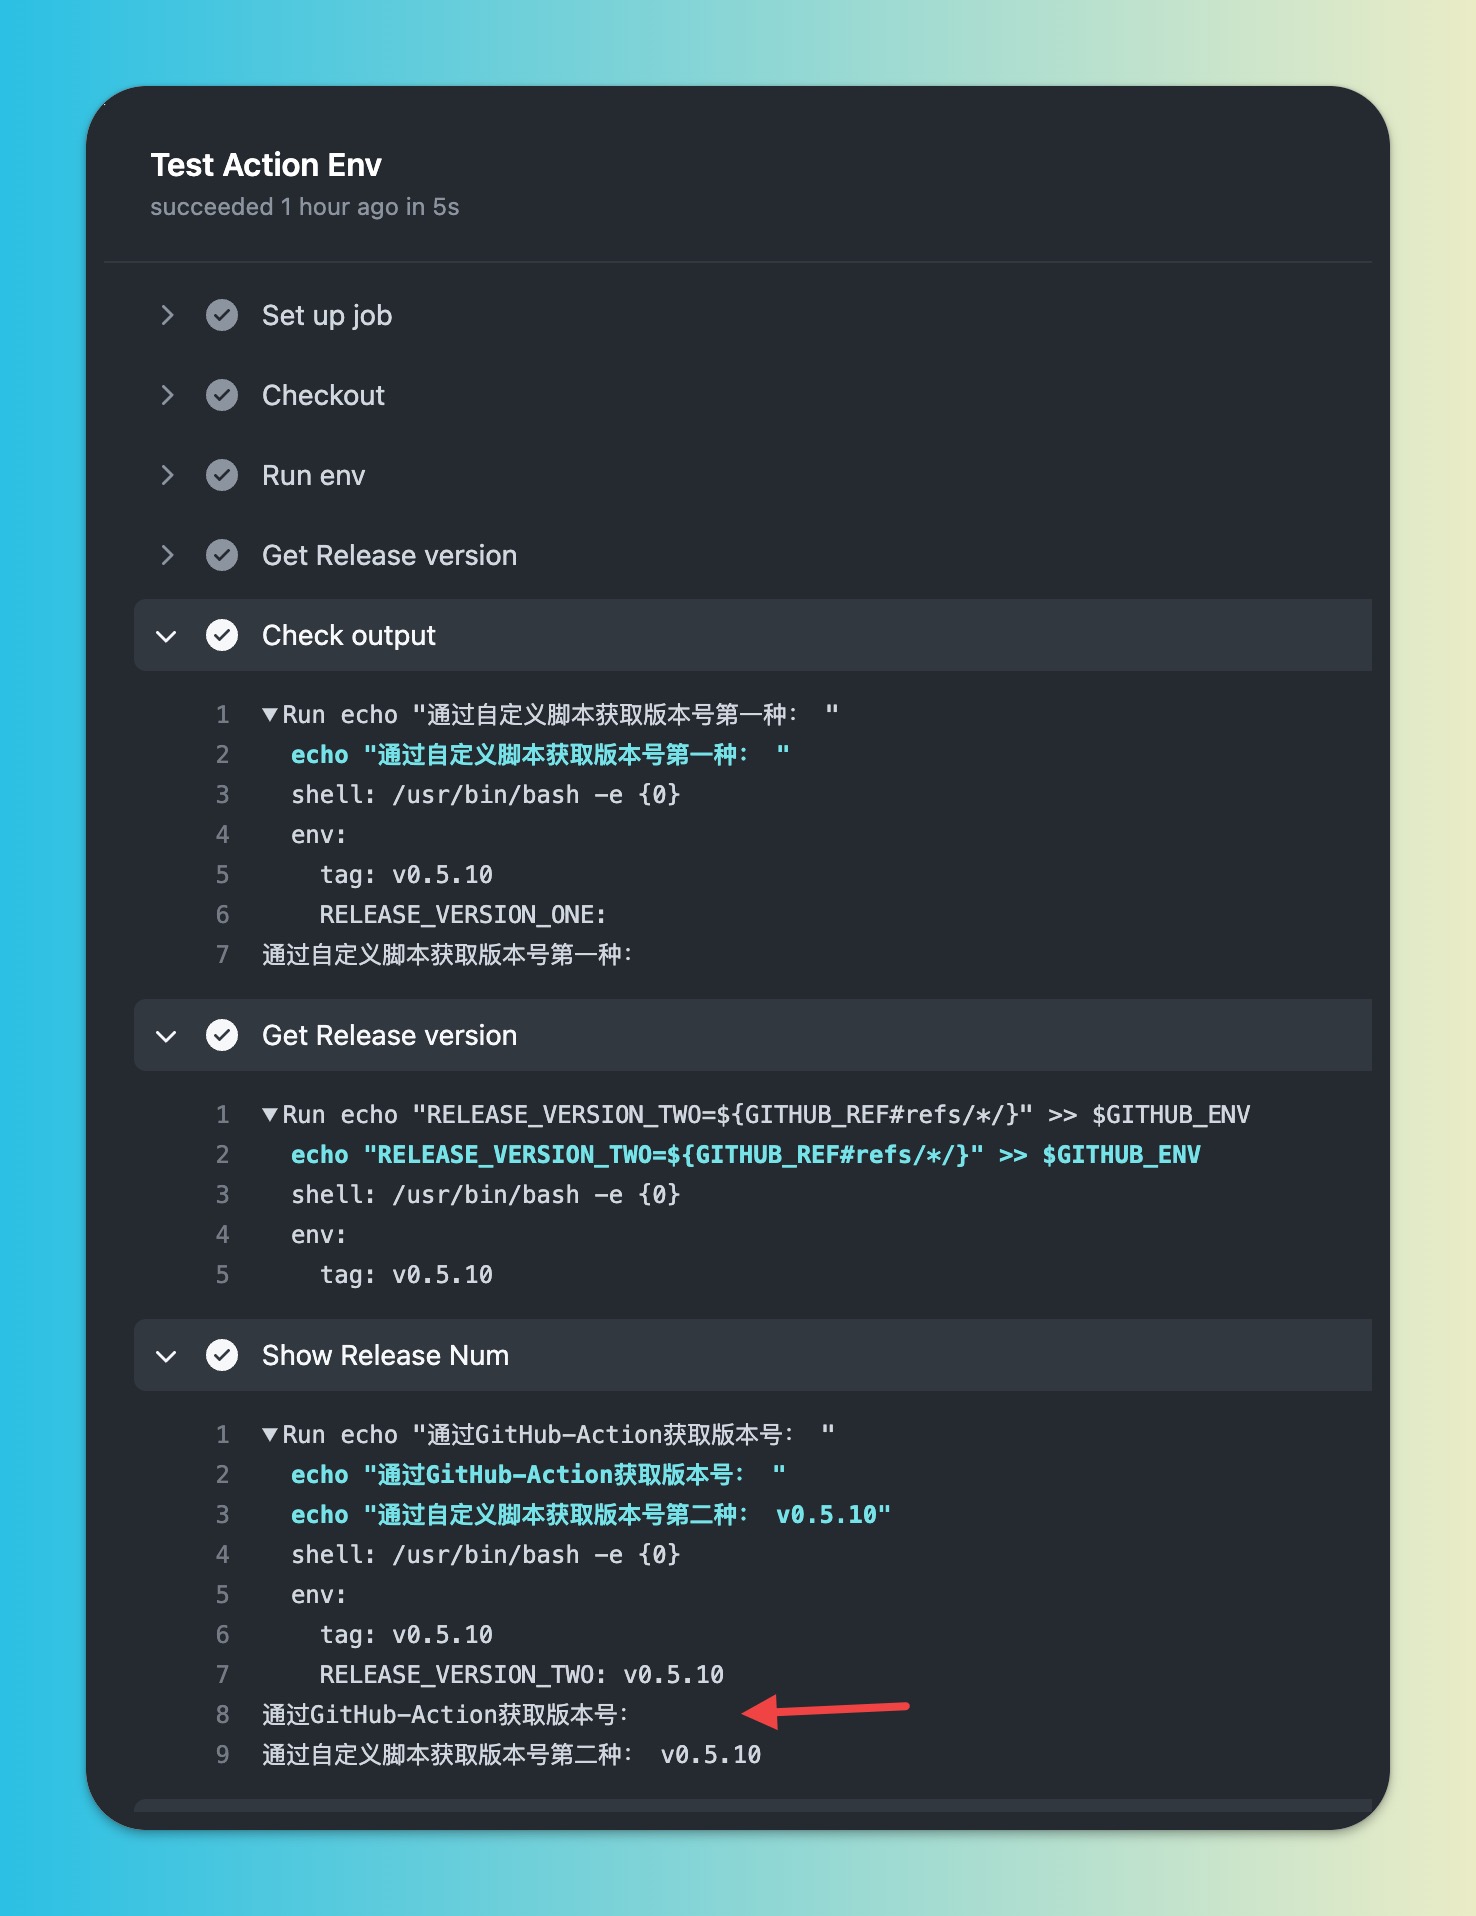 Test Action Env
succeeded 1 hour ago in 5s
Set up job
Checkout
Run env
Get Release version
Check output
1 ▼Run echo "通过自定义脚本获取版本号第一种： "
2 echo "通过自定义脚本获取版本号第一种： "
3 shell: /usr/bin/bash -e {0}
4 env:
5 tag: v0.5.10
6 RELEASE_VERSION_ONE:
7 通过自定义脚本获取版本号第一种：
Get Release version
1 ▼Run echo "RELEASE_VERSION_TWO=${GITHUB_REF#refs/*/}" >> $GITHUB_ENV
2 echo "RELEASE_VERSION_TWO=${GITHUB_REF#refs/*/}" >> $GITHUB_ENV
3 shell: /usr/bin/bash -e {0}
4 env:
5 tag: v0.5.10
Show Release Num
1 ▼Run echo "通过GitHub-Action获取版本号： "
2 echo "通过GitHub-Action获取版本号： "
3 echo "通过自定义脚本获取版本号第二种： v0.5.10"
4 shell: /usr/bin/bash -e {0}
5 env:
6 tag: v0.5.10
7 RELEASE_VERSION_TWO: v0.5.10
8 通过GitHub-Action获取版本号：
9 通过自定义脚本获取版本号第二种： v0.5.10